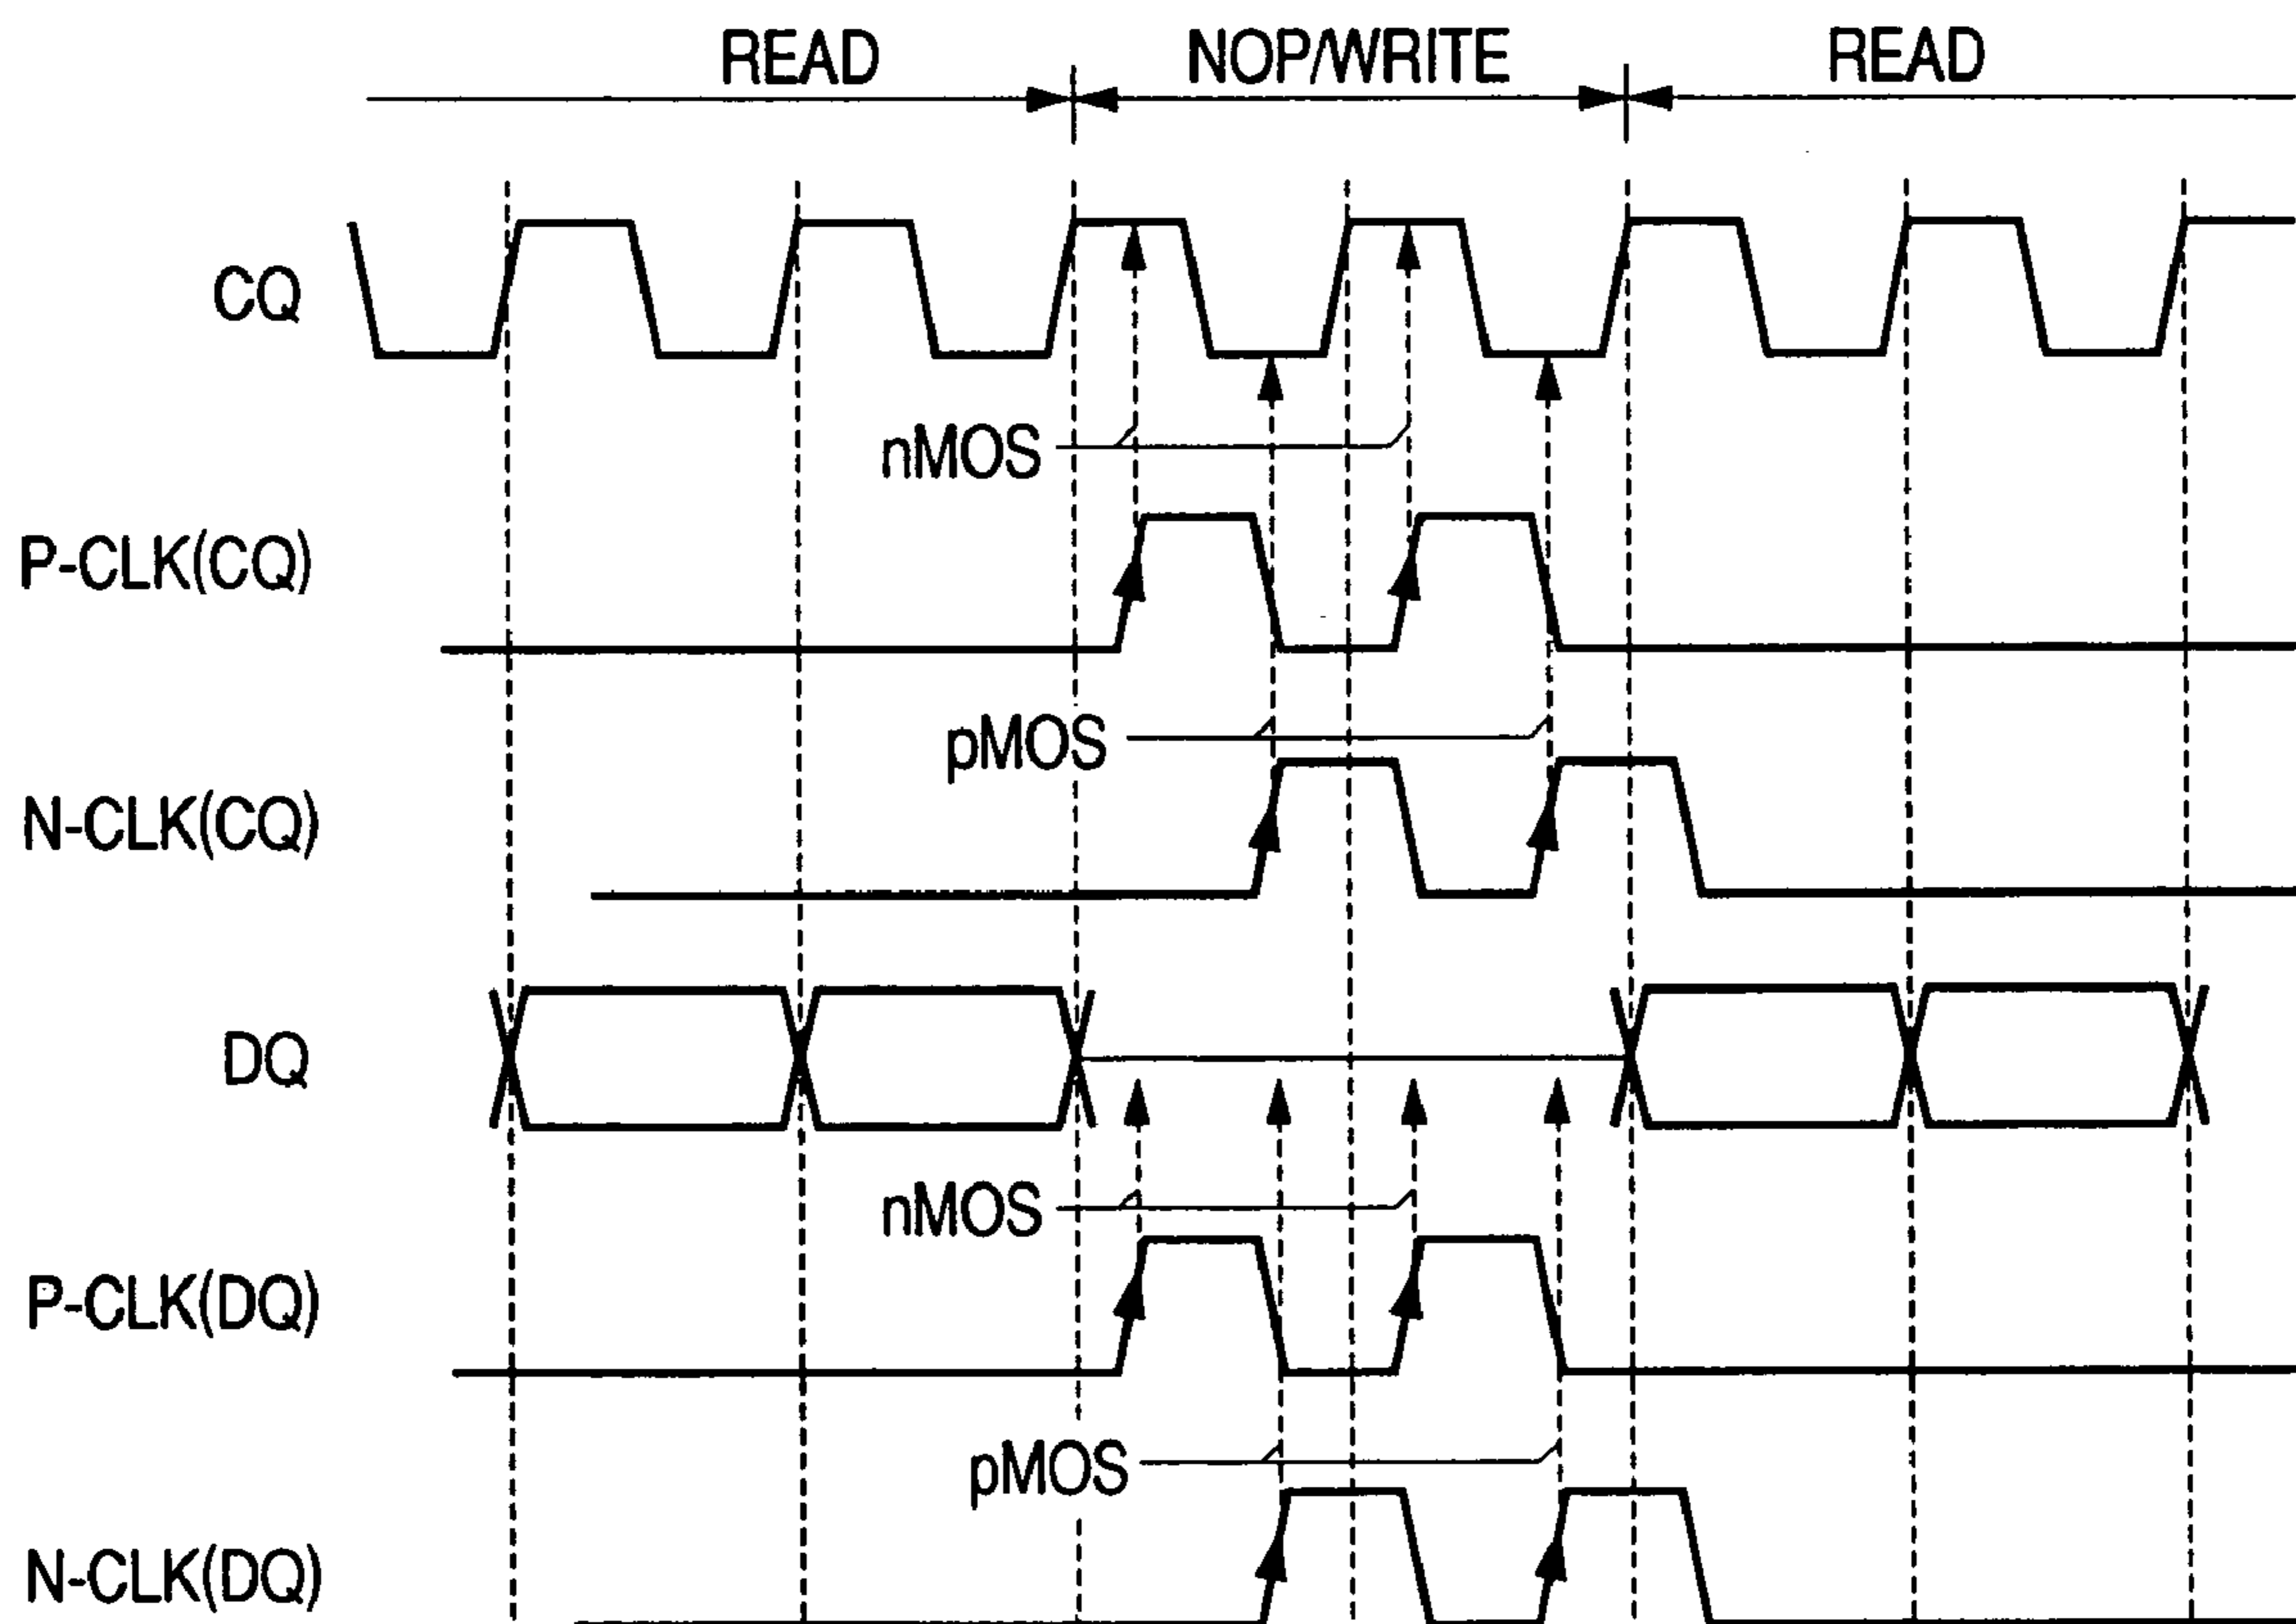 READ NOP/WRITE READ
CQ
nMOS
P-CLK(CQ)
pMOS
N-CLK(CQ)
DQ
nMOS
P-CLK(DQ)
pMOS
N-CLK(DQ)